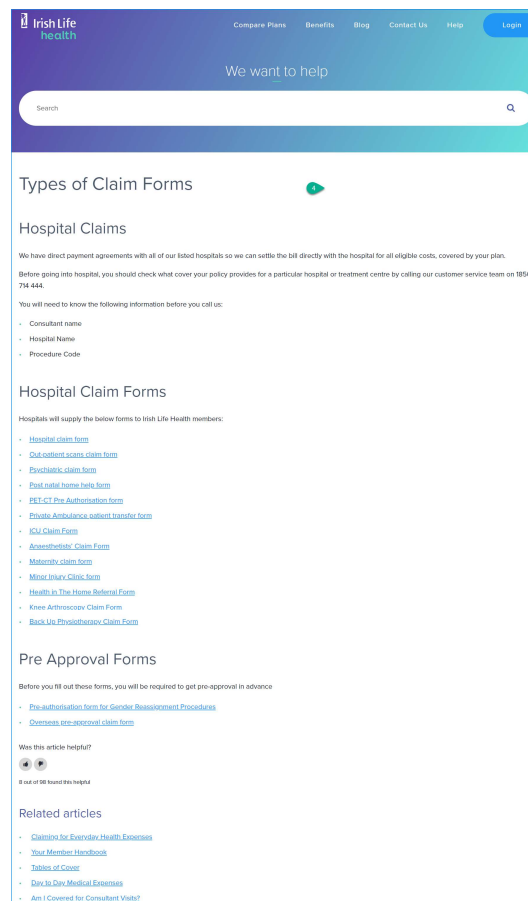 Irish Life
health
Compare Plans Benefits Blog Contact Us Help Login
We want to help
Search
Types of Claim Forms
4
Hospital Claims
We have direct payment agreements with all of our listed hospitals so we can settle the bill directly with the hospital for all eligible costs, covered by your plan.
Before going into hospital, you should check what cover your policy provides for a particular hospital or treatment centre by calling our customer service team on 1850
714 444.
You will need to know the following information before you call us:
Consultant name
Hospital Name
Procedure Code
Hospital Claim Forms
Hospitals will supply the below forms to Irish Life Health members:
Hospital claim form
Out-patient scans claim form
Psychiatric claim form
Post natal home help form
PET-CT Pre Authorisation form
Private Ambulance patient transfer form
ICU Claim Form
Anaesthetists' Claim Form
Maternity claim form
Minor Injury Clinic form
Health in The Home Referral Form
Knee Arthroscopy Claim Form
Back Up Physiotherapy Claim Form
Pre Approval Forms
Before you fill out these forms, you will be required to get pre-approval in advance
Pre-authorisation form for Gender Reassignment Procedures
Overseas pre-approval claim form
Was this article helpful?
8 out of 98 found this helpful
Related articles
Claiming for Everyday Health Expenses
Your Member Handbook
Tables of Cover
Day to Day Medical Expenses
Am I Covered for Consultant Visits?